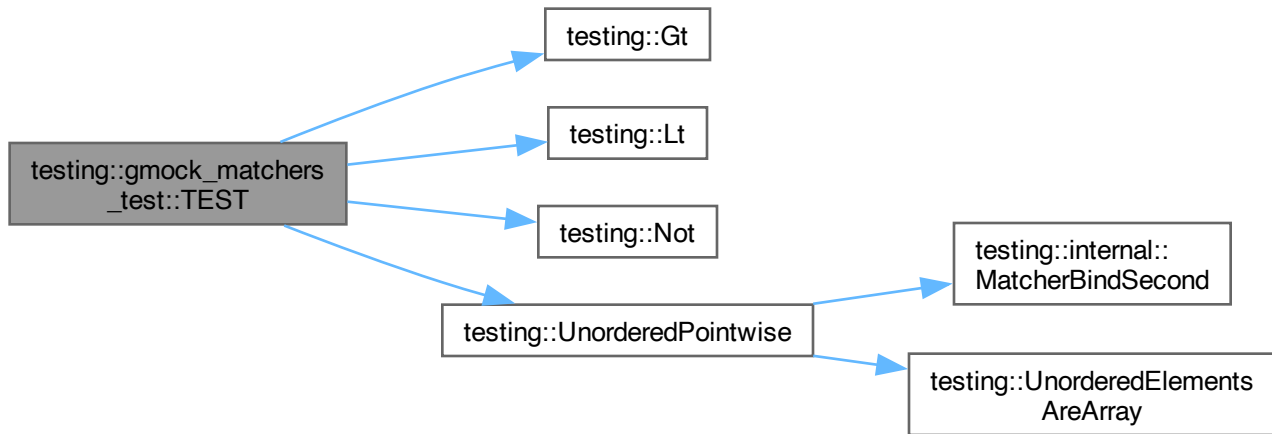 testing::Gt
testing::Lt
testing::gmock_matchers
_test::TEST
testing::Not
testing::internal::
MatcherBindSecond
testing::UnorderedPointwise
testing::UnorderedElements
AreArray